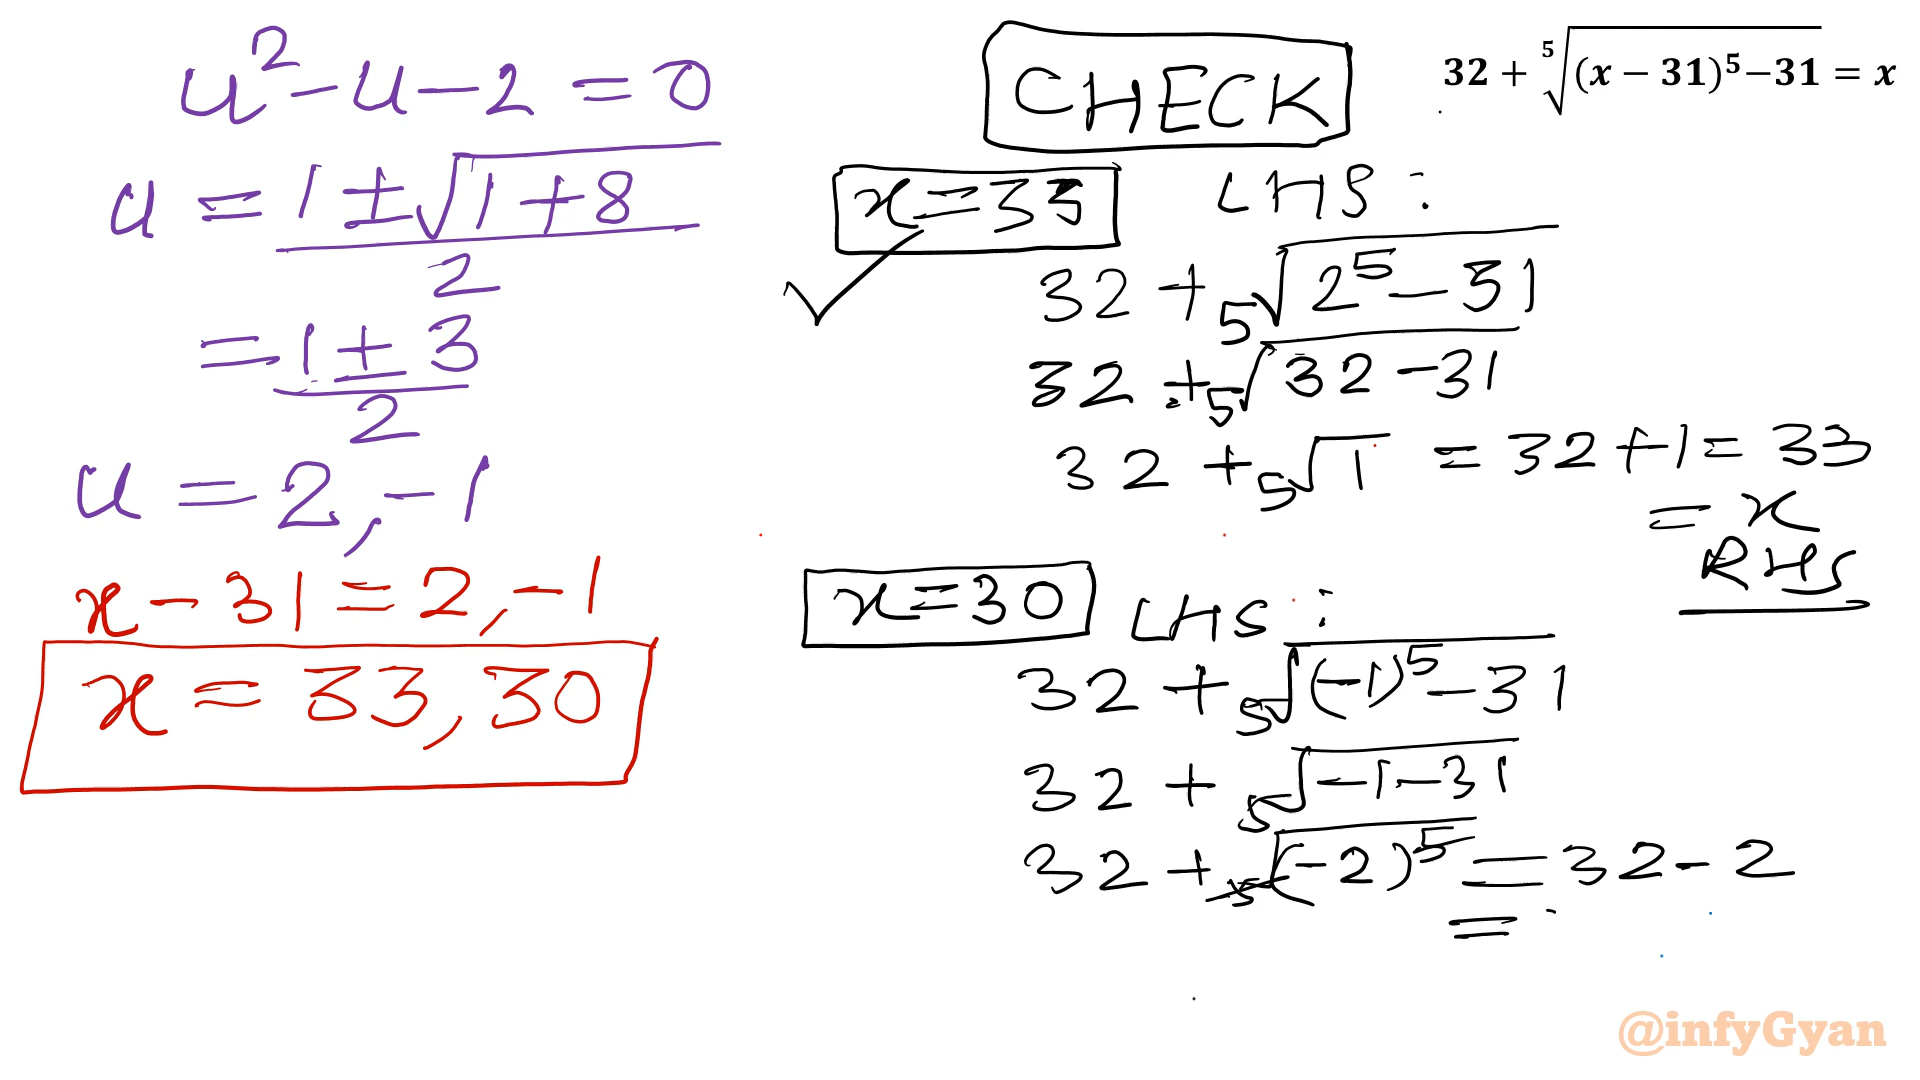 u² - u - 2 = 0
u = 1 ± √1 + 8 / 2
= 1 ± 3 / 2
u = 2, -1
x - 31 = 2, -1
x = 33, 30
CHECK
32 + ⁵√(x − 31)⁵−31 = x
x = 33
LHS :
32 + 5√2⁵ - 31
32 + 5√32 - 31
32 + 5√1 = 32 + 1 = 33
= x
RHS
x = 30
LHS :
32 + 5√(-1)⁵ - 31
32 + 5√-1 - 31
32 + 5√(-2)⁵ = 32 - 2
=
@infyGyan